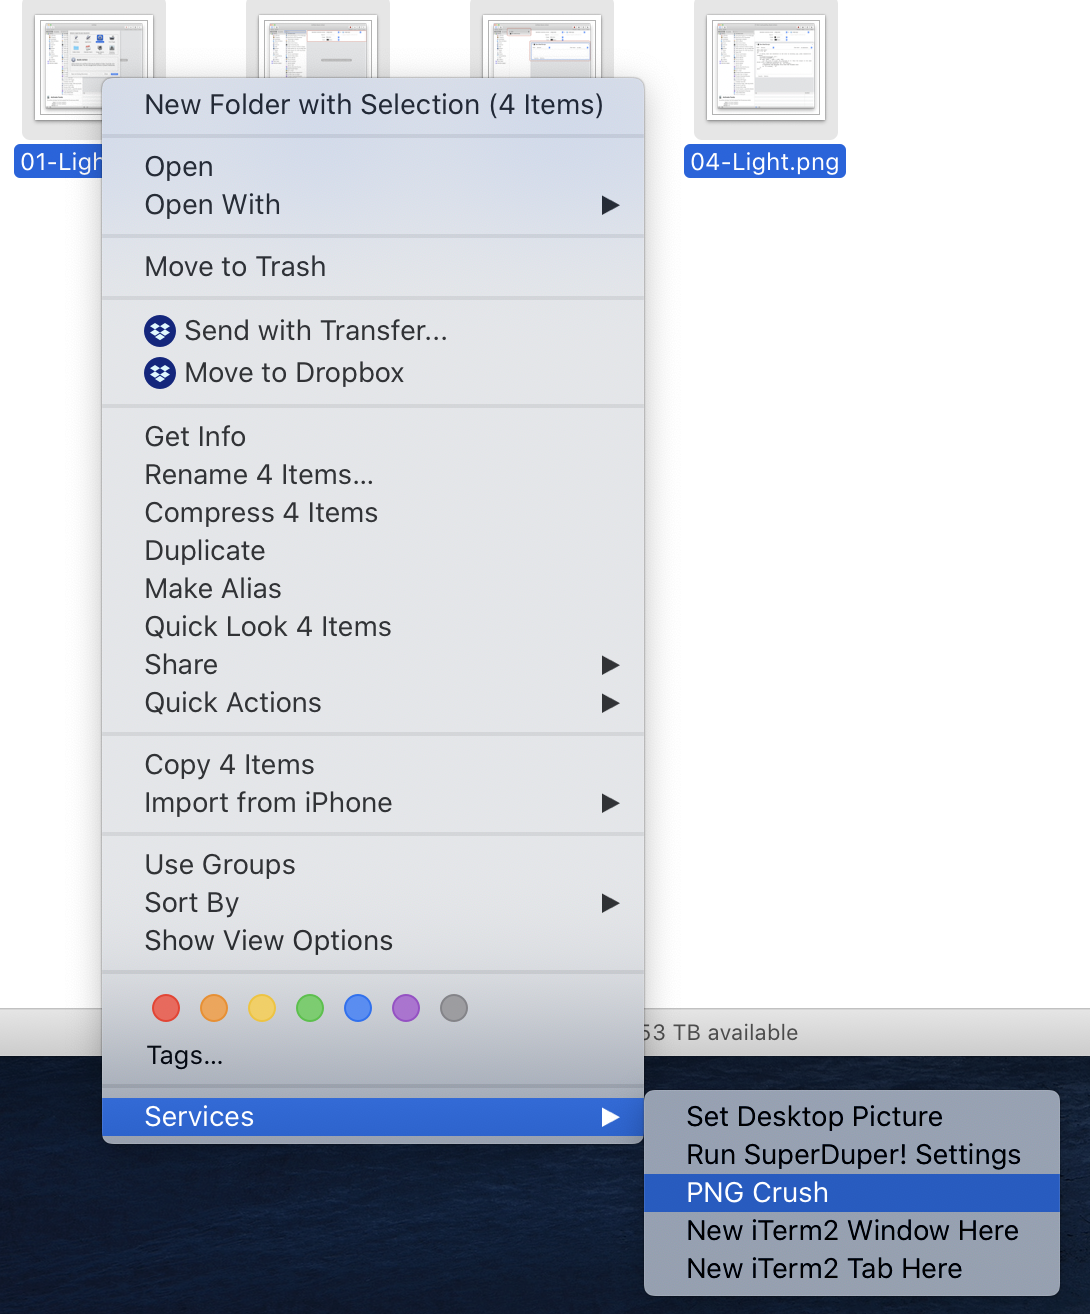 New Folder with Selection (4 Items)
Open
Open With
01-Ligh
04-Light.png
Move to Trash
Send with Transfer...
Move to Dropbox
Get Info
Rename 4 Items...
Compress 4 Items
Duplicate
Make Alias
Quick Look 4 Items
Share
Quick Actions
Copy 4 Items
Import from iPhone
Use Groups
Sort By
Show View Options
53 TB available
Tags...
Services
Set Desktop Picture
Run SuperDuper! Settings
PNG Crush
New iTerm2 Window Here
New iTerm2 Tab Here